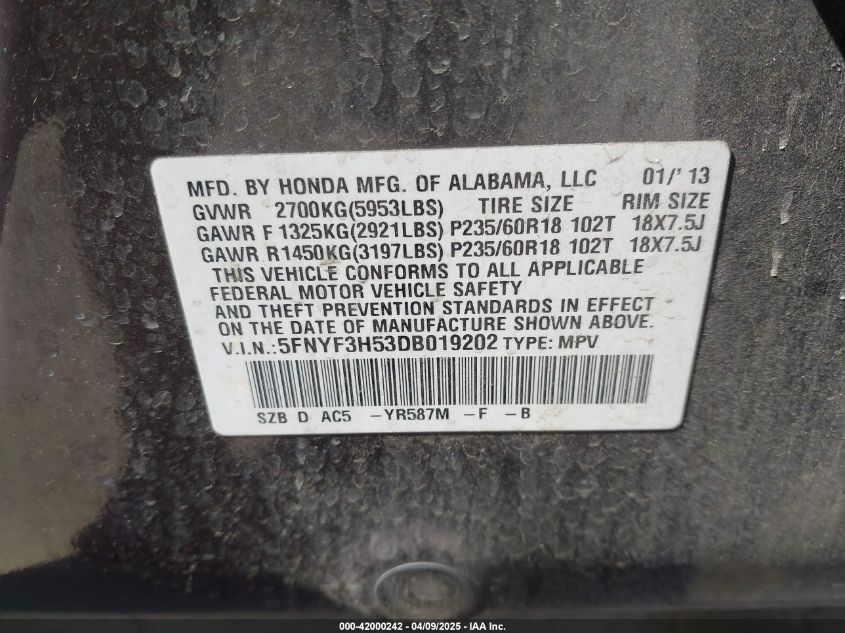 MFD. BY HONDA MFG. OF ALABAMA, LLC 01/'13
GVWR 2700KG(5953LBS) TIRE SIZE RIM SIZE
GAWR F 1325KG(2921LBS) P235/60R18 102T 18X7.5J
GAWR R1450KG(3197LBS) P235/60R18 102T 18X7.5J
THIS VEHICLE CONFORMS TO ALL APPLICABLE
FEDERAL MOTOR VEHICLE SAFETY
AND THEFT PREVENTION STANDARDS IN EFFECT
ON THE DATE OF MANUFACTURE SHOWN ABOVE.
V.I.N.:5FNYF3H53DB019202 TYPE: MPV
SZB D AC5 -YR587M -F -B
000-42000242 | 04/09/2025 - IAA Inc.